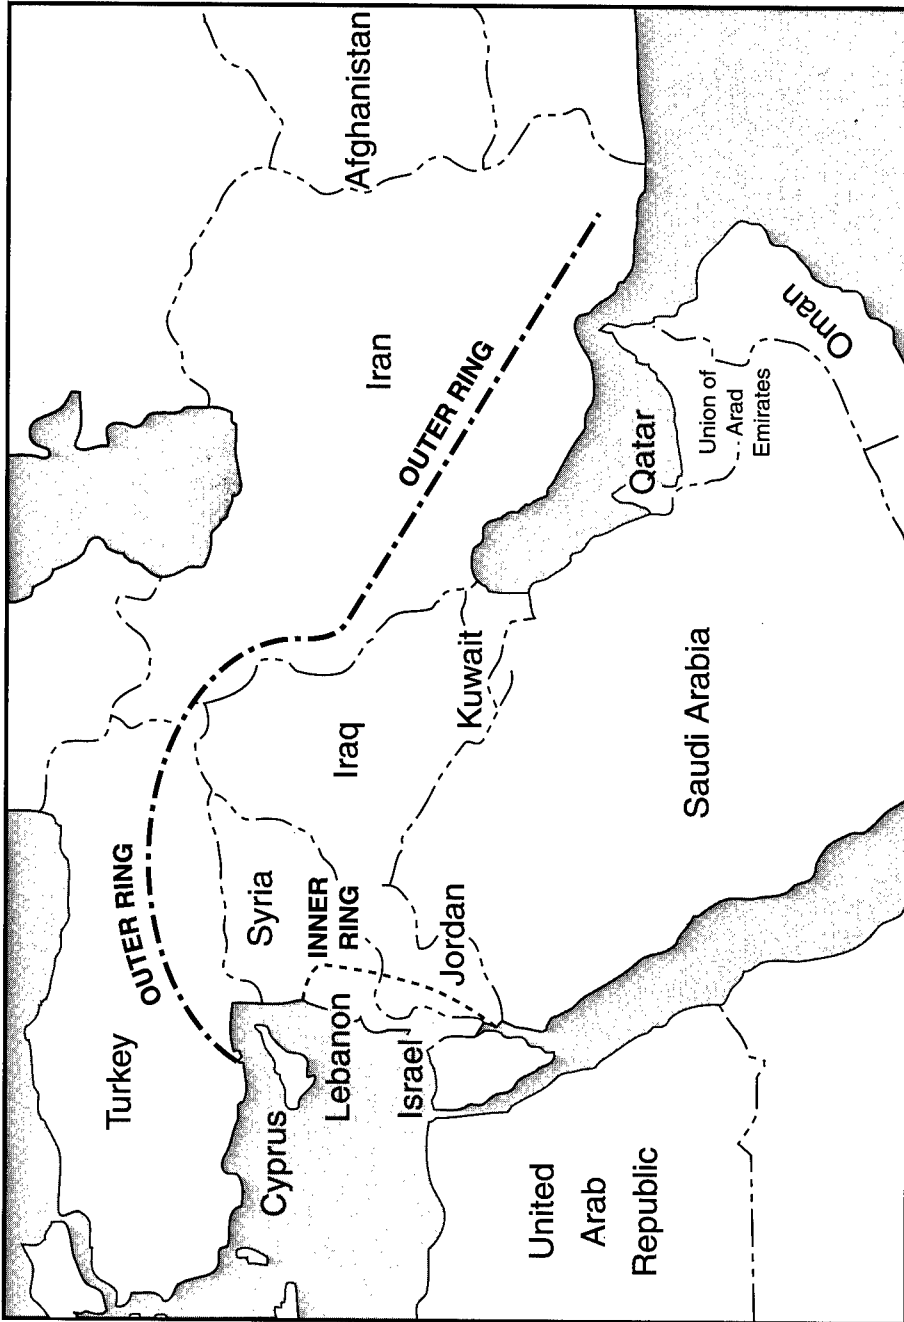 Afghanistan
Iran
OUTER RING
Oman
Union of
Arad
Emirates
Qatar
Kuwait
Iraq
Saudi Arabia
OUTER RING
Syria
INNER
RING
Jordan
Turkey
Lebanon
Israel
Cyprus
United
Arab
Republic